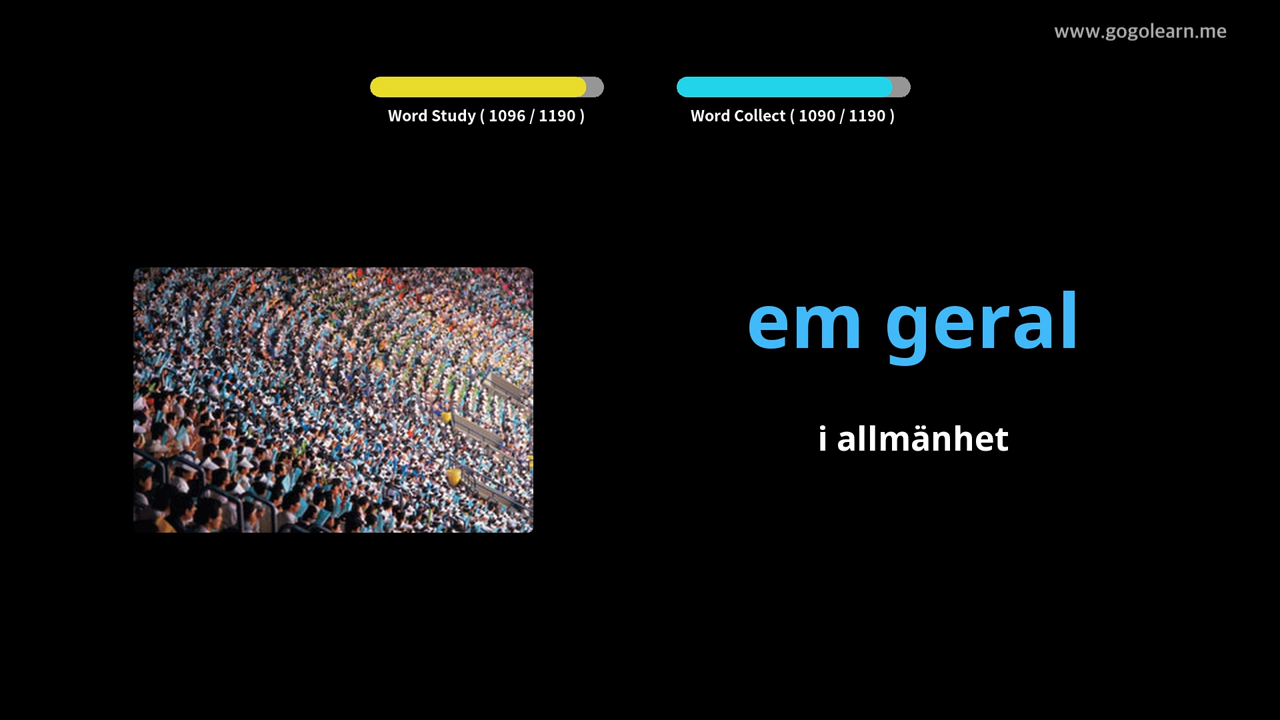 www.gogolearn.me
Word Study ( 1096 / 1190 )
Word Collect ( 1090 / 1190 )
em geral
i allmänhet